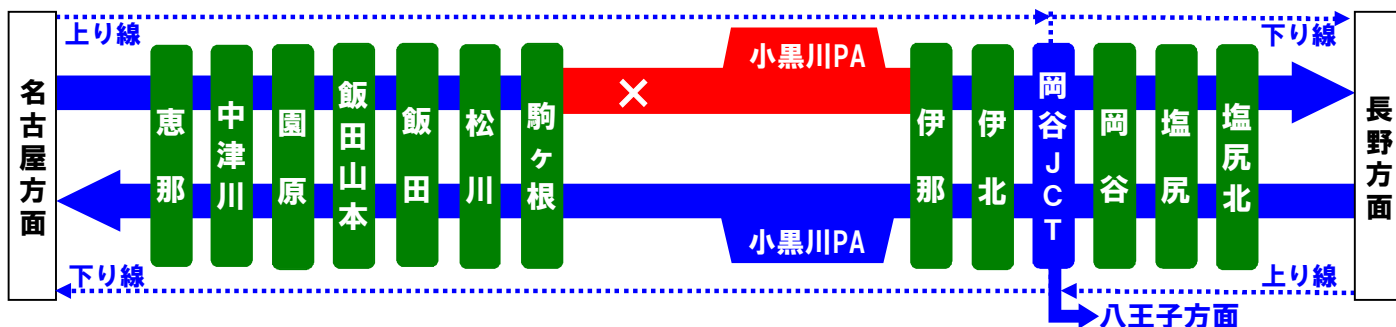 上り線
下り線
名古屋方面
恵那
中津川
園原
飯田山本
飯田
松川
駒ヶ根
×
小黒川PA
小黒川PA
伊那
伊北
岡谷JCT
岡谷
塩尻
塩尻北
長野方面
下り線
上り線
八王子方面